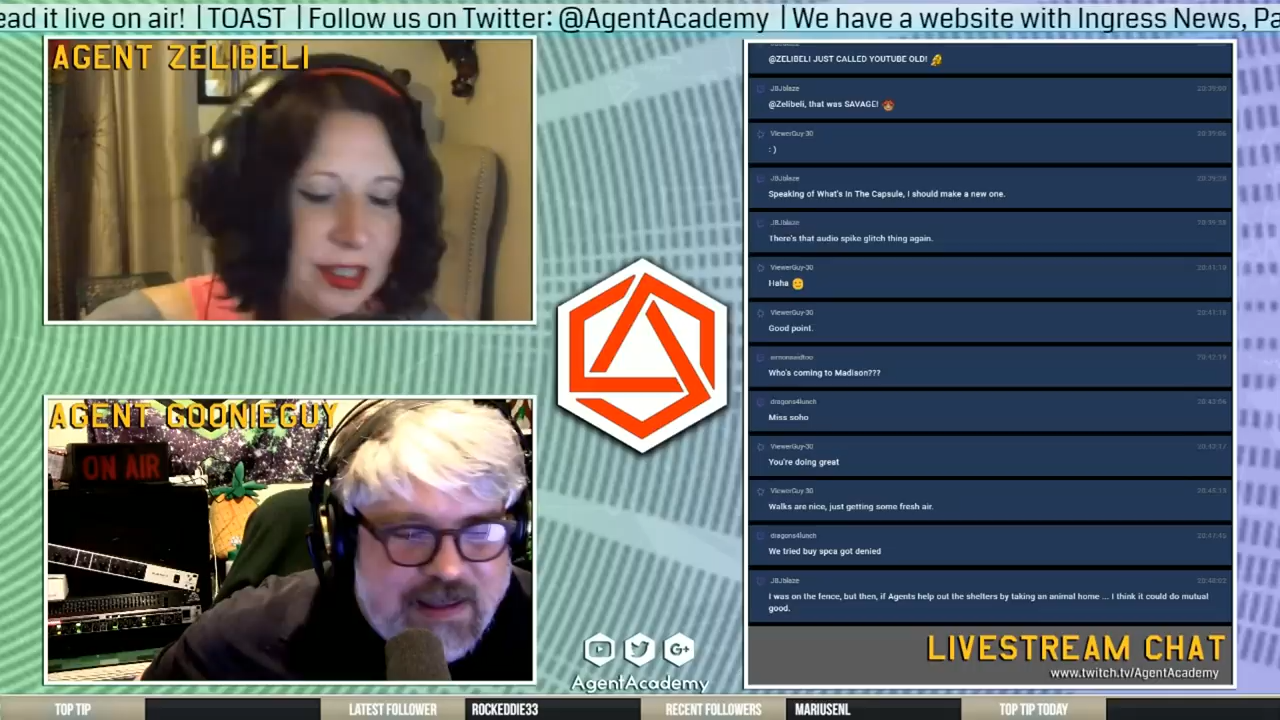 ead it live on air! | TOAST | Follow us on Twitter: @AgentAcademy | We have a website with Ingress News, Pa
AGENT ZELIBELI
AGENT GOONIEGUY
ON AIR
AgentAcademy
@ZELIBELI JUST CALLED YOUTUBE OLD!
JBJblaze
@Zelibeli, that was SAVAGE!
ViewerGuy-30
20:39:06
: )
JBJblaze
Speaking of What's In The Capsule, I should make a new one.
JBJblaze
There's that audio spike glitch thing again.
ViewerGuy-30
Haha
ViewerGuy-30
Good point.
Who's coming to Madison???
dragons4lunch
Miss soho
ViewerGuy-30
You're doing great
ViewerGuy-30
Walks are nice, just getting some fresh air.
dragons4lunch
We tried buy spca got denied
JBJblaze
I was on the fence, but then, if Agents help out the shelters by taking an animal home ... I think it could do mutual
good.
LIVESTREAM CHAT
www.twitch.tv/AgentAcademy
TOP TIP
LATEST FOLLOWER
ROCKEDDIE33
RECENT FOLLOWERS
MARIUSENL
TOP TIP TODAY